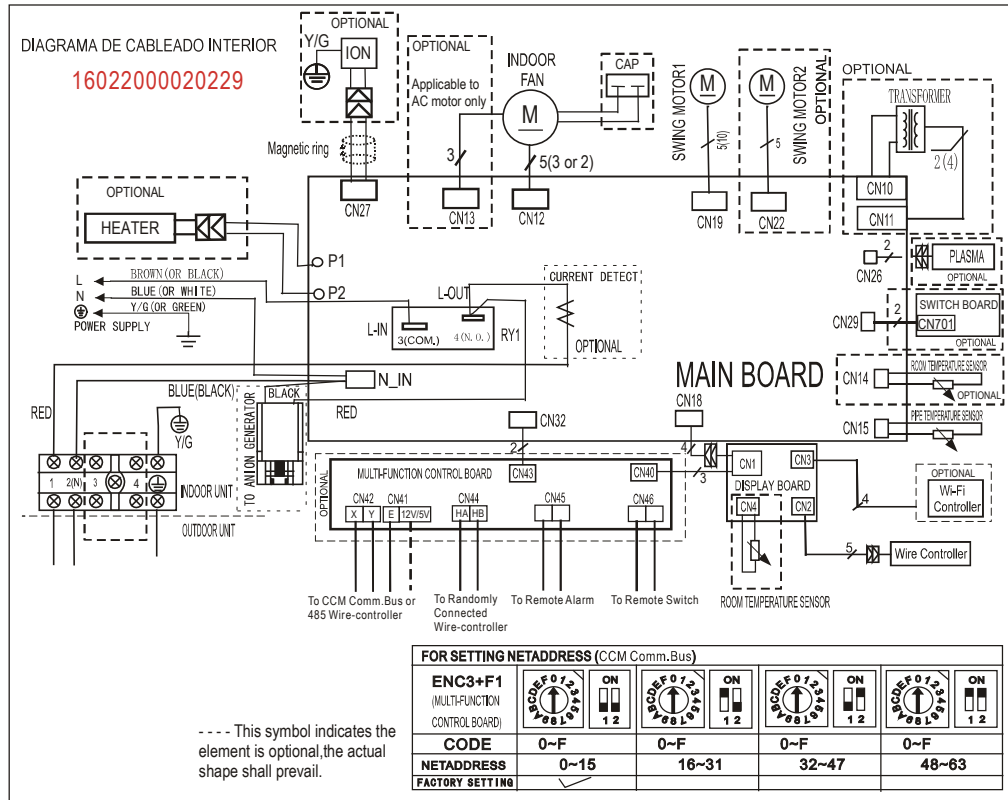 DIAGRAMA DE CABLEADO INTERIOR
16022000020229
OPTIONAL
Y/G
ION
Magnetic ring
CN27
OPTIONAL
Applicable to
AC motor only
3
CN13
INDOOR
FAN
M
5(3 or 2)
CN12
CAP
M
SWING MOTOR1
5(10)
CN19
M
SWING MOTOR2
OPTIONAL
5
CN22
OPTIONAL
TRANSFORMER
2(4)
CN10
CN11
OPTIONAL
HEATER
P1
P2
L
BROWN(OR BLACK)
N
BLUE(OR WHITE)
Y/G(OR GREEN)
POWER SUPPLY
L-IN
L-OUT
3(COM.)
4(N.O.)
RY1
CURRENT DETECT
OPTIONAL
2
CN26
PLASMA
OPTIONAL
2
SWITCH BOARD
CN29
CN701
OPTIONAL
ROOM TEMPERATURE SENSOR
CN14
OPTIONAL
PIPE TEMPERATURE SENSOR
CN15
MAIN BOARD
N_IN
BLUE(BLACK)
BLACK
RED
RED
Y/G
TO ANION GENERATOR
1
2(N)
3
4
INDOOR UNIT
OUTDOOR UNIT
CN32
2
CN18
4
OPTIONAL
MULTI-FUNCTION CONTROL BOARD
CN43
CN40
3
CN42
CN41
CN44
CN45
CN46
X
Y
E
12V/5V
HA
HB
CN1
CN3
DISPLAY BOARD
CN4
CN2
4
OPTIONAL
Wi-Fi
Controller
5
Wire Controller
ROOM TEMPERATURE SENSOR
To CCM Comm.Bus or
485 Wire-controller
To Randomly
Connected
Wire-controller
To Remote Alarm
To Remote Switch
FOR SETTING NETADDRESS (CCM Comm.Bus)
ENC3+F1
(MULTI-FUNCTION
CONTROL BOARD)
0123456789ABCDEF
ON
1 2
0123456789ABCDEF
ON
1 2
0123456789ABCDEF
ON
1 2
0123456789ABCDEF
ON
1 2
CODE 0~F 0~F 0~F 0~F
NETADDRESS 0~15 16~31 32~47 48~63
FACTORY SETTING
---- This symbol indicates the
element is optional,the actual
shape shall prevail.